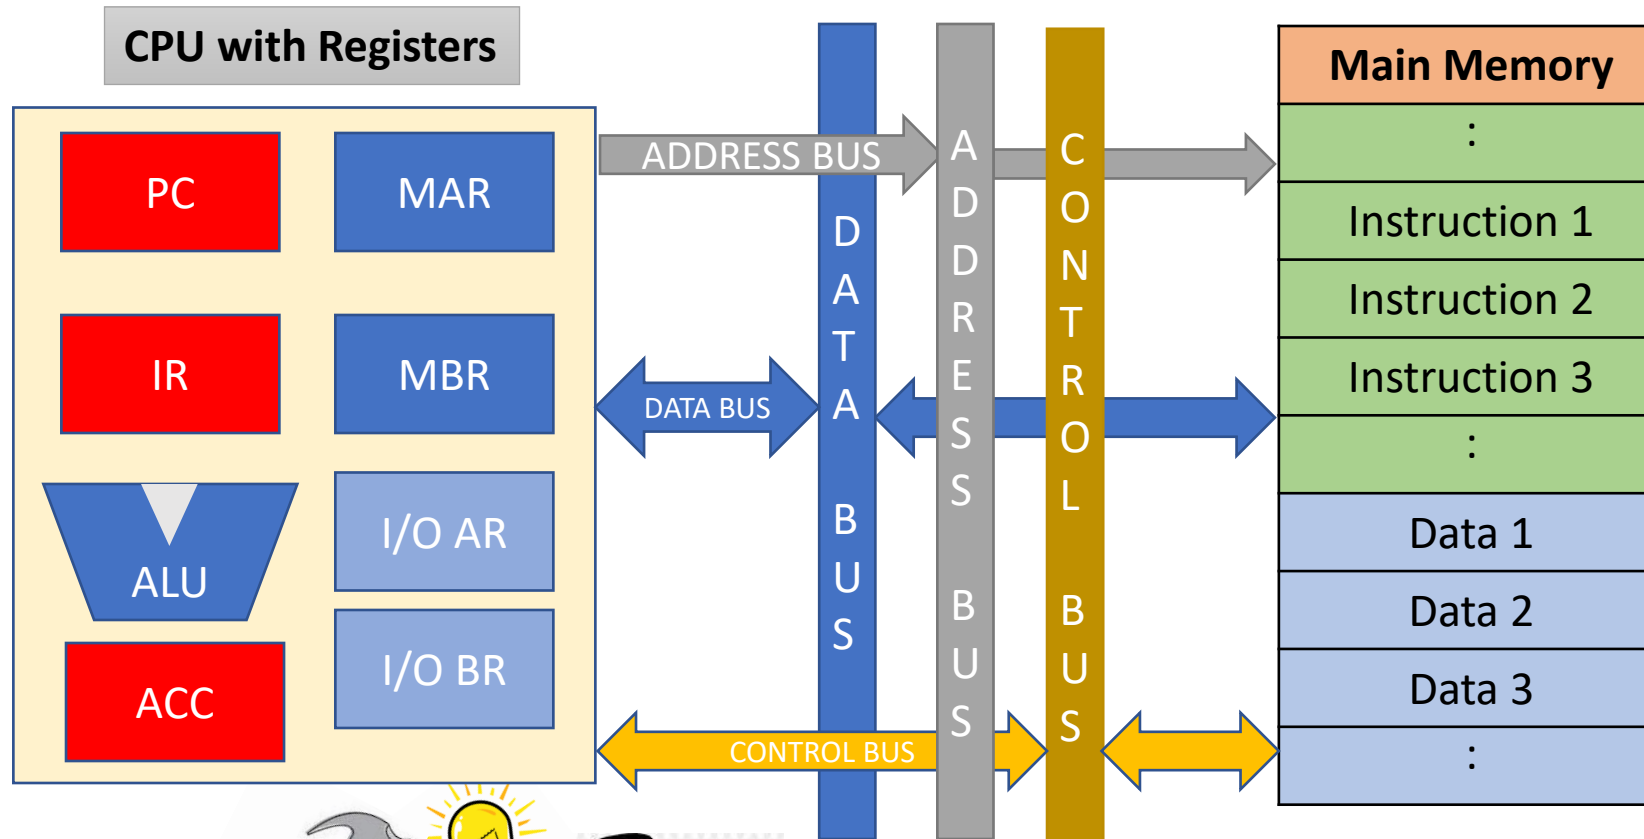 CPU with Registers
PC
MAR
IR
MBR
ALU
I/O AR
I/O BR
ACC
ADDRESS BUS
DATA BUS
CONTROL BUS
DATA BUS
ADDRESS BUS
CONTROL BUS
Main Memory
:
Instruction 1
Instruction 2
Instruction 3
:
Data 1
Data 2
Data 3
: